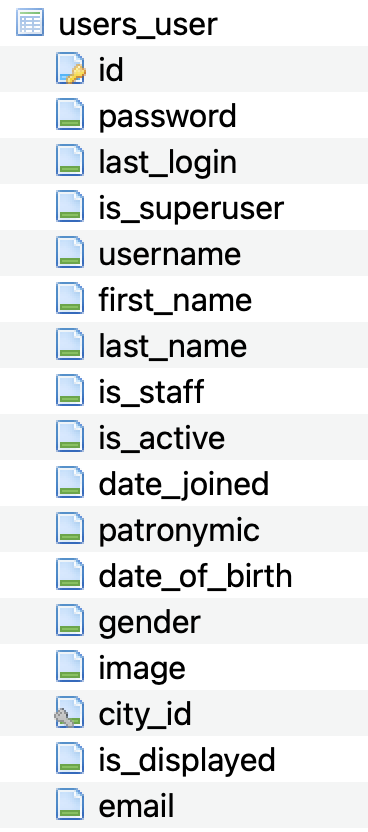 users_user
id
password
last_login
is_superuser
username
first_name
last_name
is_staff
is_active
date_joined
patronymic
date_of_birth
gender
image
city_id
is_displayed
email